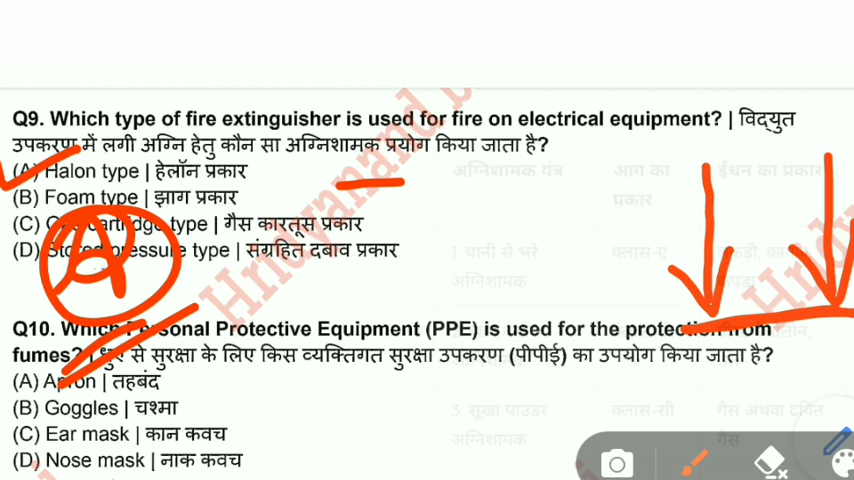 Q9. Which type of fire extinguisher is used for fire on electrical equipment? | विद्युत
उपकरण में लगी अग्नि हेतु कौन सा अग्निशामक प्रयोग किया जाता है?
(A) Halon type | हेलॉन प्रकार
(B) Foam type | झाग प्रकार
(C) cartridge type | गैस कारतूस प्रकार
(D) Stored pressure type | संग्रहित दबाव प्रकार
A
Q10. Which Personal Protective Equipment (PPE) is used for the protection from
fumes? | धुएं से सुरक्षा के लिए किस व्यक्तिगत सुरक्षा उपकरण (पीपीई) का उपयोग किया जाता है?
(A) Apron | तहबंद
(B) Goggles | चश्मा
(C) Ear mask | कान कवच
(D) Nose mask | नाक कवच
अग्निशामक यंत्र
आग का
प्रकार
ईंधन का प्रकार
1. पानी से भरे
अग्निशामक
क्लास-ए
3. सूखा पाउडर
अग्निशामक
क्लास-सी
गैस अथवा द्रवित
गैस
Hridyanand